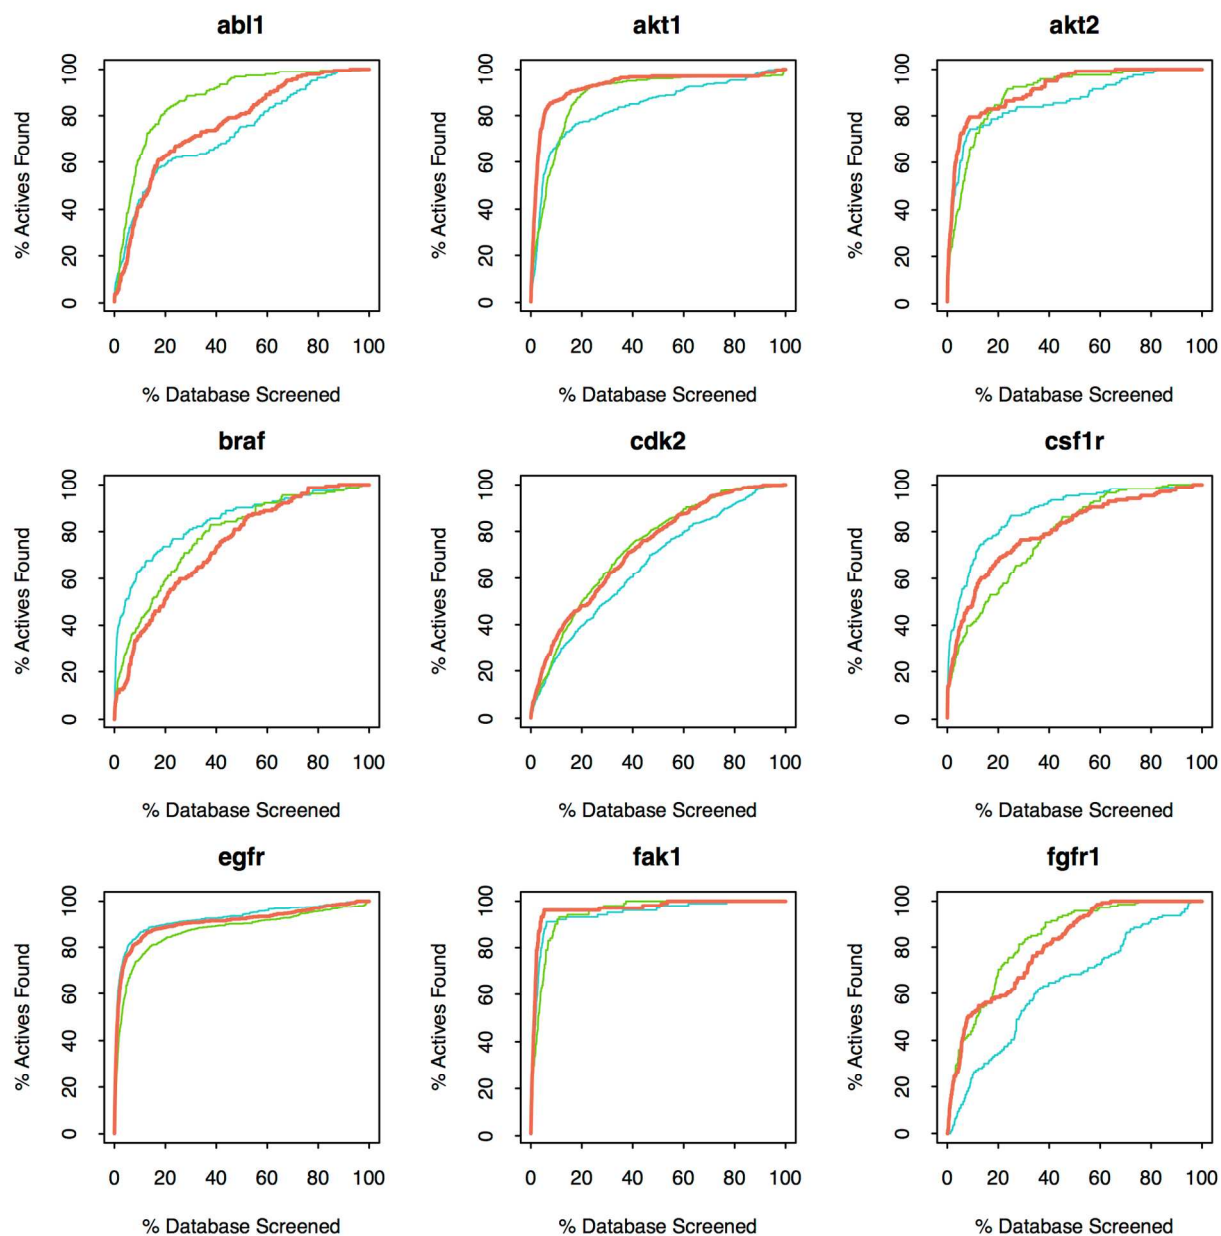 abl1 akt1 akt2
% Actives Found % Actives Found % Actives Found
100 100 100
80 80 80
60 60 60
40 40 40
20 20 20
0 0 0
0 20 40 60 80 100 0 20 40 60 80 100 0 20 40 60 80 100
% Database Screened % Database Screened % Database Screened
braf cdk2 csf1r
% Actives Found % Actives Found % Actives Found
100 100 100
80 80 80
60 60 60
40 40 40
20 20 20
0 0 0
0 20 40 60 80 100 0 20 40 60 80 100 0 20 40 60 80 100
% Database Screened % Database Screened % Database Screened
egfr fak1 fgfr1
% Actives Found % Actives Found % Actives Found
100 100 100
80 80 80
60 60 60
40 40 40
20 20 20
0 0 0
0 20 40 60 80 100 0 20 40 60 80 100 0 20 40 60 80 100
% Database Screened % Database Screened % Database Screened